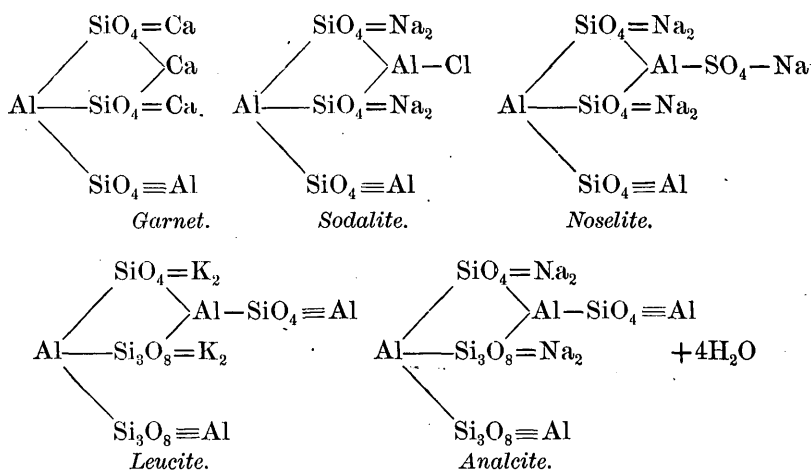 SiO₄=Ca SiO₄=Na₂ SiO₄=Na₂
Ca Al—Cl Al—SO₄—Na
Al—SiO₄=Ca. Al—SiO₄=Na₂ Al—SiO₄=Na₂
SiO₄≡Al SiO₄≡Al SiO₄≡Al
Garnet. Sodalite. Noselite.
SiO₄=K₂ SiO₄=Na₂
Al—SiO₄≡Al Al—SiO₄≡Al
Al—Si₃O₈=K₂ Al—Si₃O₈=Na₂ +4H₂O
Si₃O₈≡Al Si₃O₈≡Al
Leucite. Analcite.